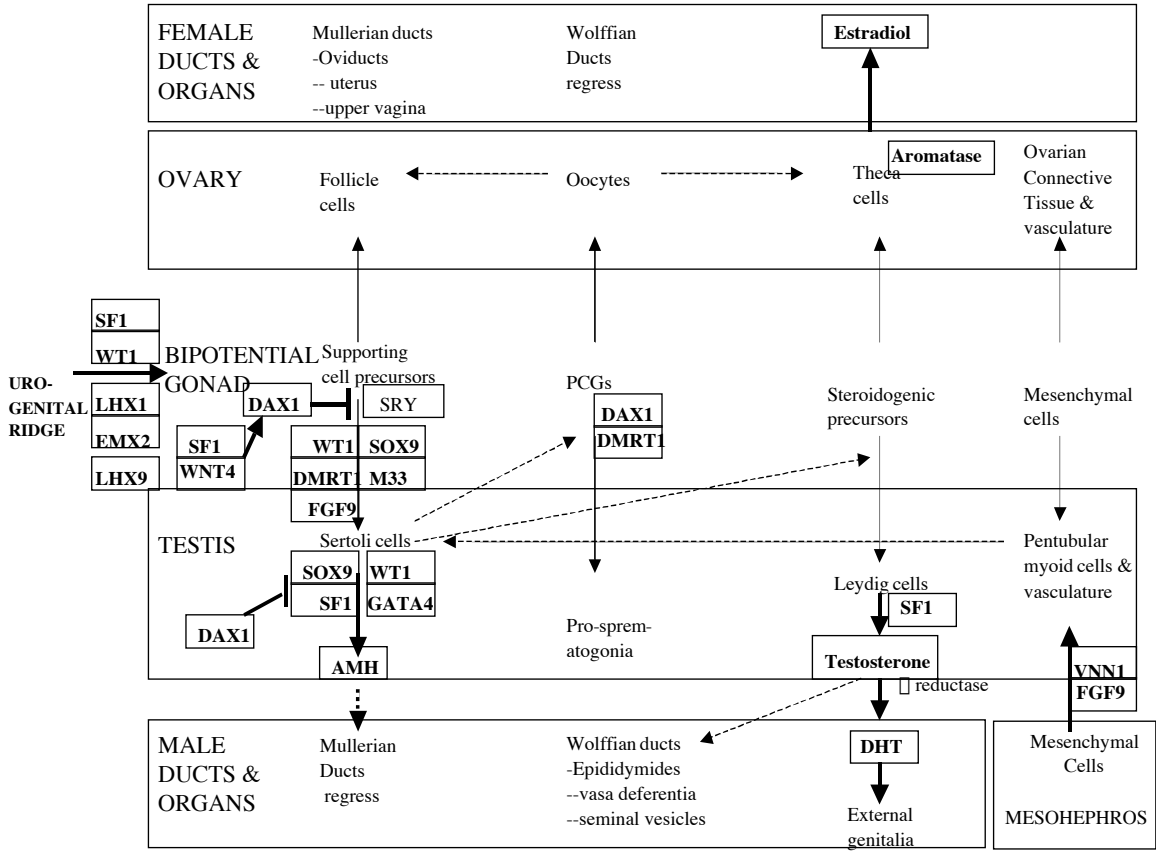 FEMALE
DUCTS &
ORGANS
Mullerian ducts
-Oviducts
-- uterus
--upper vagina
Wolffian
Ducts
regress
Estradiol
OVARY
Follicle
cells
Oocytes
Theca
cells
Aromatase
Ovarian
Connective
Tissue &
vasculature
SF1
WT1
URO-
GENITAL
RIDGE
LHX1
EMX2
LHX9
BIPOTENTIAL
GONAD
Supporting
cell precursors
DAX1
SRY
SF1
WNT4
WT1
SOX9
DMRT1
M33
FGF9
PCGs
DAX1
DMRT1
Steroidogenic
precursors
Mesenchymal
cells
TESTIS
Sertoli cells
SOX9
WT1
SF1
GATA4
DAX1
AMH
Pro-sprem-
atogonia
Leydig cells
SF1
Testosterone
reductase
Pentubular
myoid cells &
vasculature
VNN1
FGF9
MALE
DUCTS &
ORGANS
Mullerian
Ducts
regress
Wolffian ducts
-Epididymides
--vasa deferentia
--seminal vesicles
DHT
External
genitalia
Mesenchymal
Cells
MESOHEPHROS